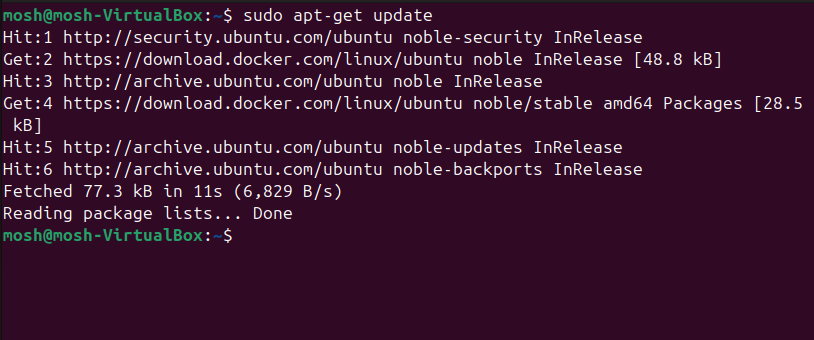 mosh@mosh-VirtualBox:~$ sudo apt-get update
Hit:1 http://security.ubuntu.com/ubuntu noble-security InRelease
Get:2 https://download.docker.com/linux/ubuntu noble InRelease [48.8 kB]
Hit:3 http://archive.ubuntu.com/ubuntu noble InRelease
Get:4 https://download.docker.com/linux/ubuntu noble/stable amd64 Packages [28.5
 kB]
Hit:5 http://archive.ubuntu.com/ubuntu noble-updates InRelease
Hit:6 http://archive.ubuntu.com/ubuntu noble-backports InRelease
Fetched 77.3 kB in 11s (6,829 B/s)
Reading package lists... Done
mosh@mosh-VirtualBox:~$